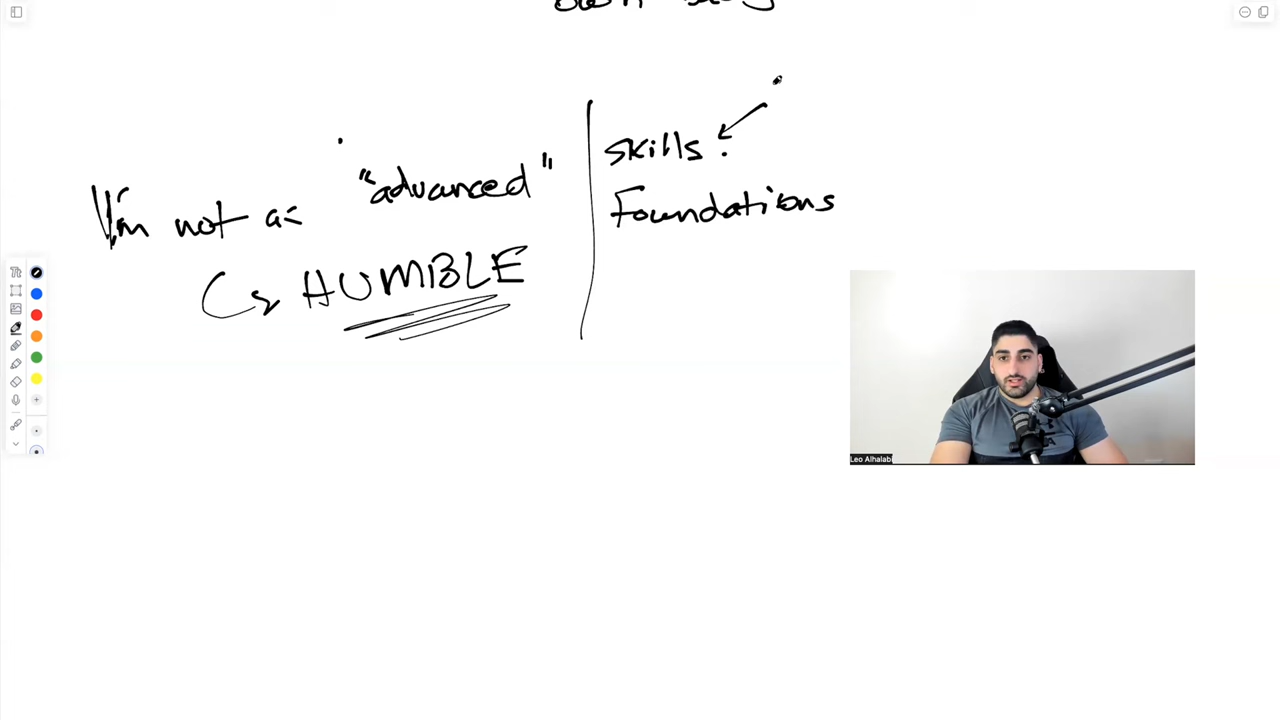 I'm not as "advanced"
HUMBLE
skills :
Foundations
Leo Alhalabi